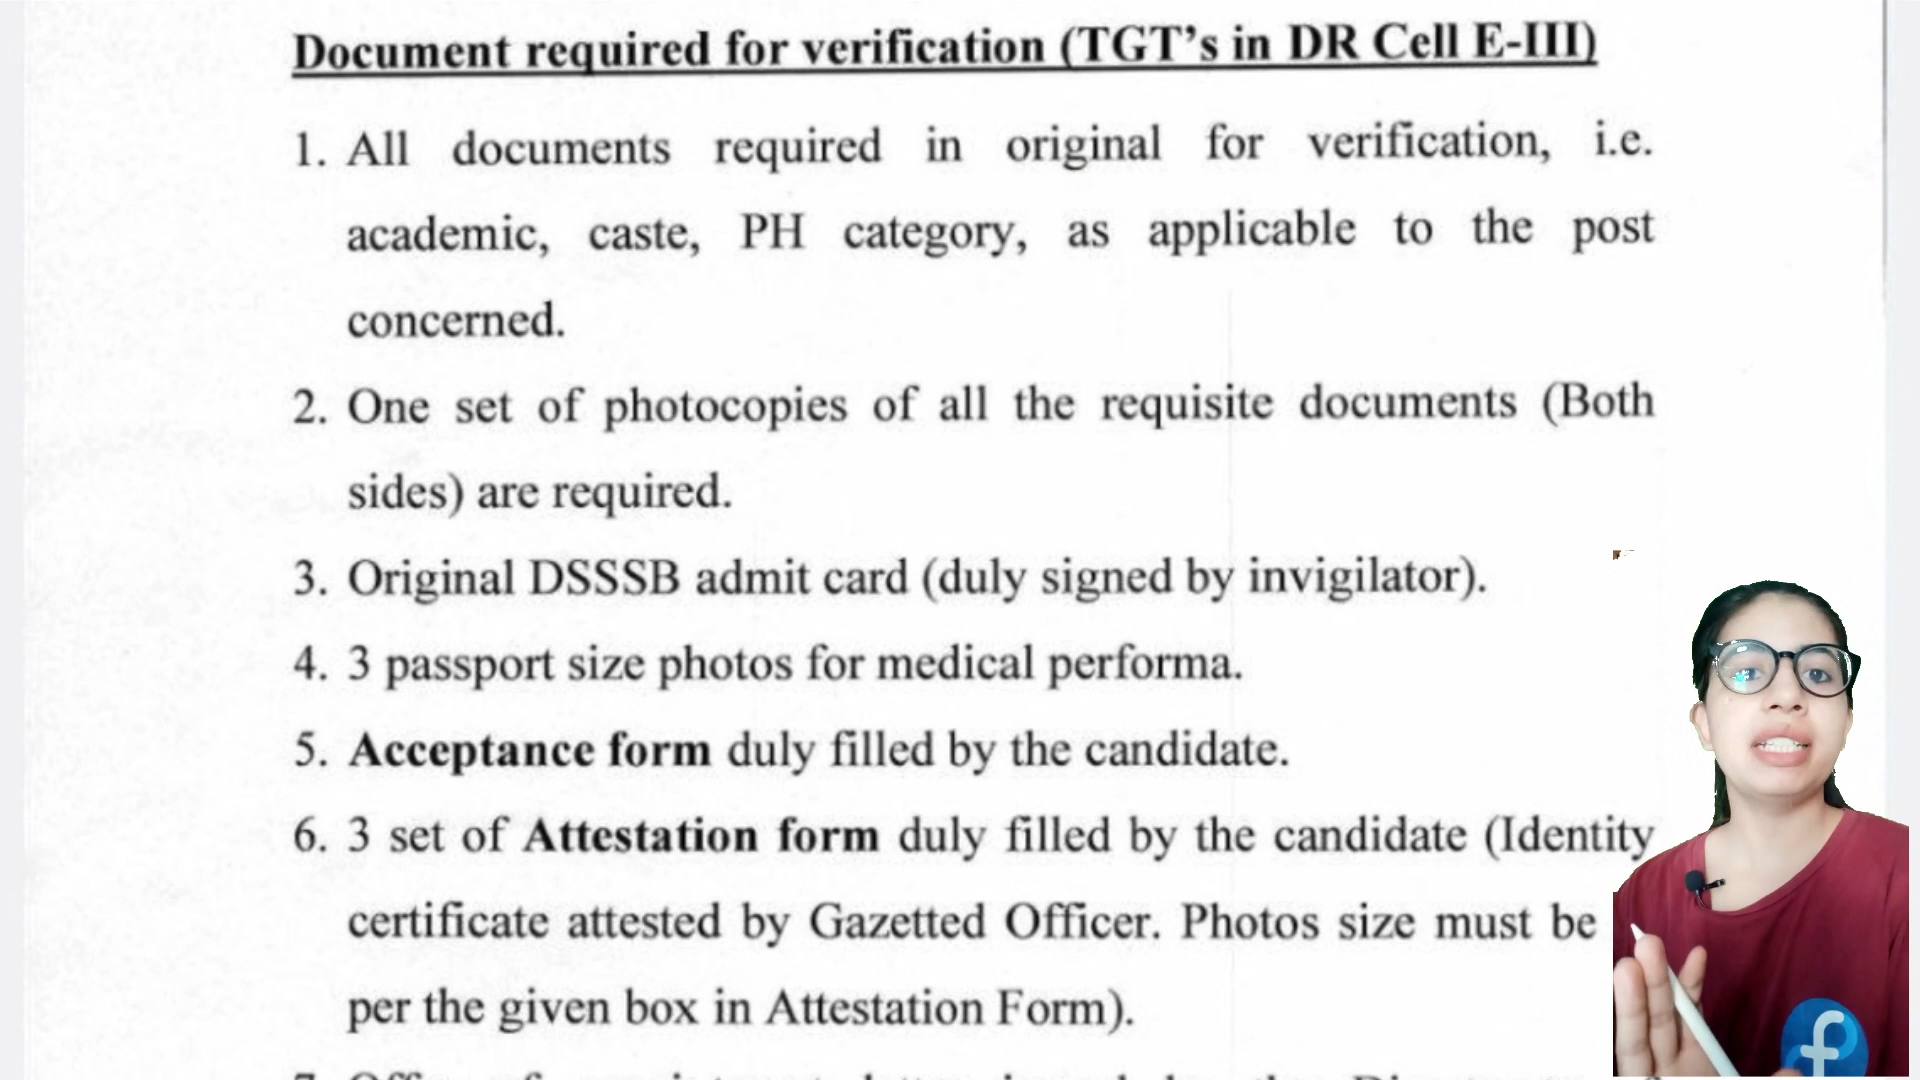 Document required for verification (TGT's in DR Cell E-III)
1. All documents required in original for verification, i.e.
academic, caste, PH category, as applicable to the post
concerned.
2. One set of photocopies of all the requisite documents (Both
sides) are required.
3. Original DSSSB admit card (duly signed by invigilator).
4. 3 passport size photos for medical performa.
5. Acceptance form duly filled by the candidate.
6. 3 set of Attestation form duly filled by the candidate (Identity
certificate attested by Gazetted Officer. Photos size must be
per the given box in Attestation Form).